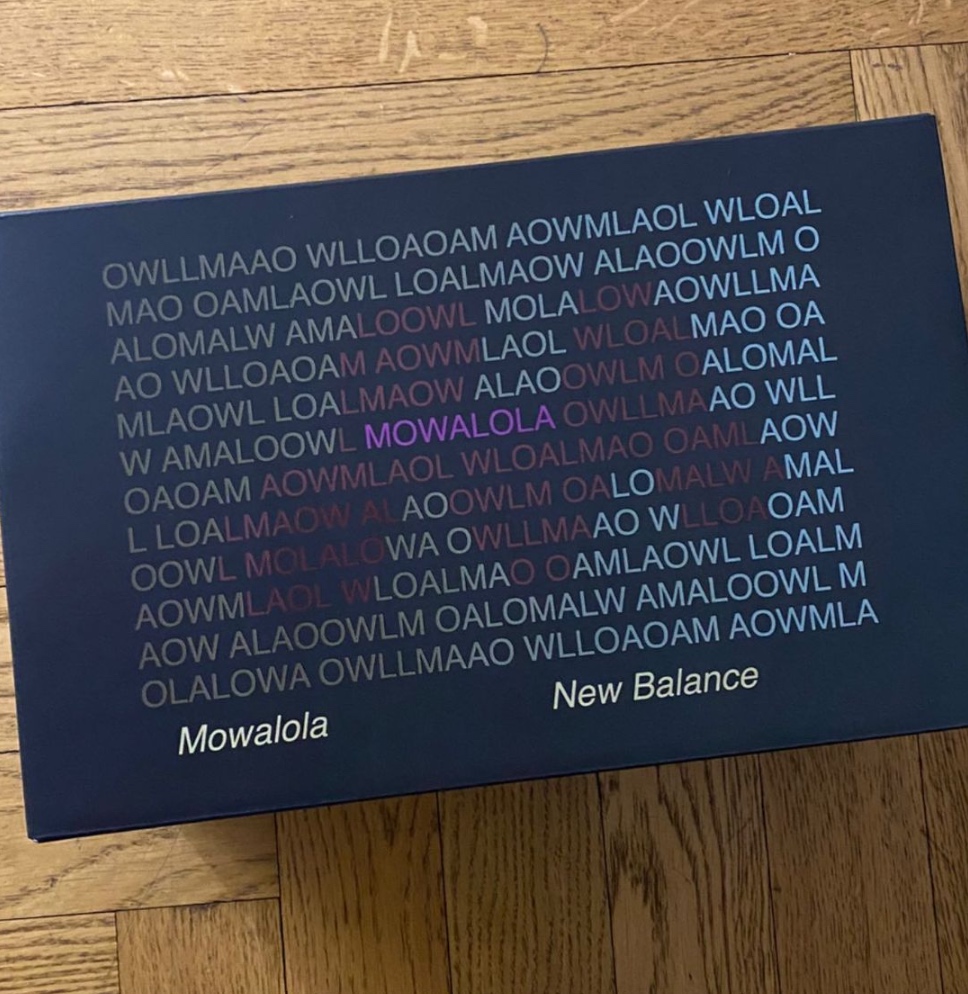 OWLLMAAO WLLOAOAM AOWMLAOL WLOAL
MAO OAMLAOWL LOALMAOW ALAOOWLM O
ALOMALW AMALOOWL MOLALOWAOWLLMA
AO WLLOAOAM AOWMLAOL WLOALMAO OA
MLAOWL LOALMAOW ALAOOWLM OALOMAL
W AMALOOWL MOWALOLA OWLLMAAO WLL
OAOAM AOWMLAOL WLOALMAO OAMLAOW
L LOALMAOW ALAOOWLM OALOMALW AMAL
OOWL MOLALOWA OWLLMAAO WLLOAOAM
AOWMLAOL WLOALMAO OAMLAOWL LOALM
AOW ALAOOWLM OALOMALW AMALOOWL M
OLALOWA OWLLMAAO WLLOAOAM AOWMLA
Mowalola New Balance